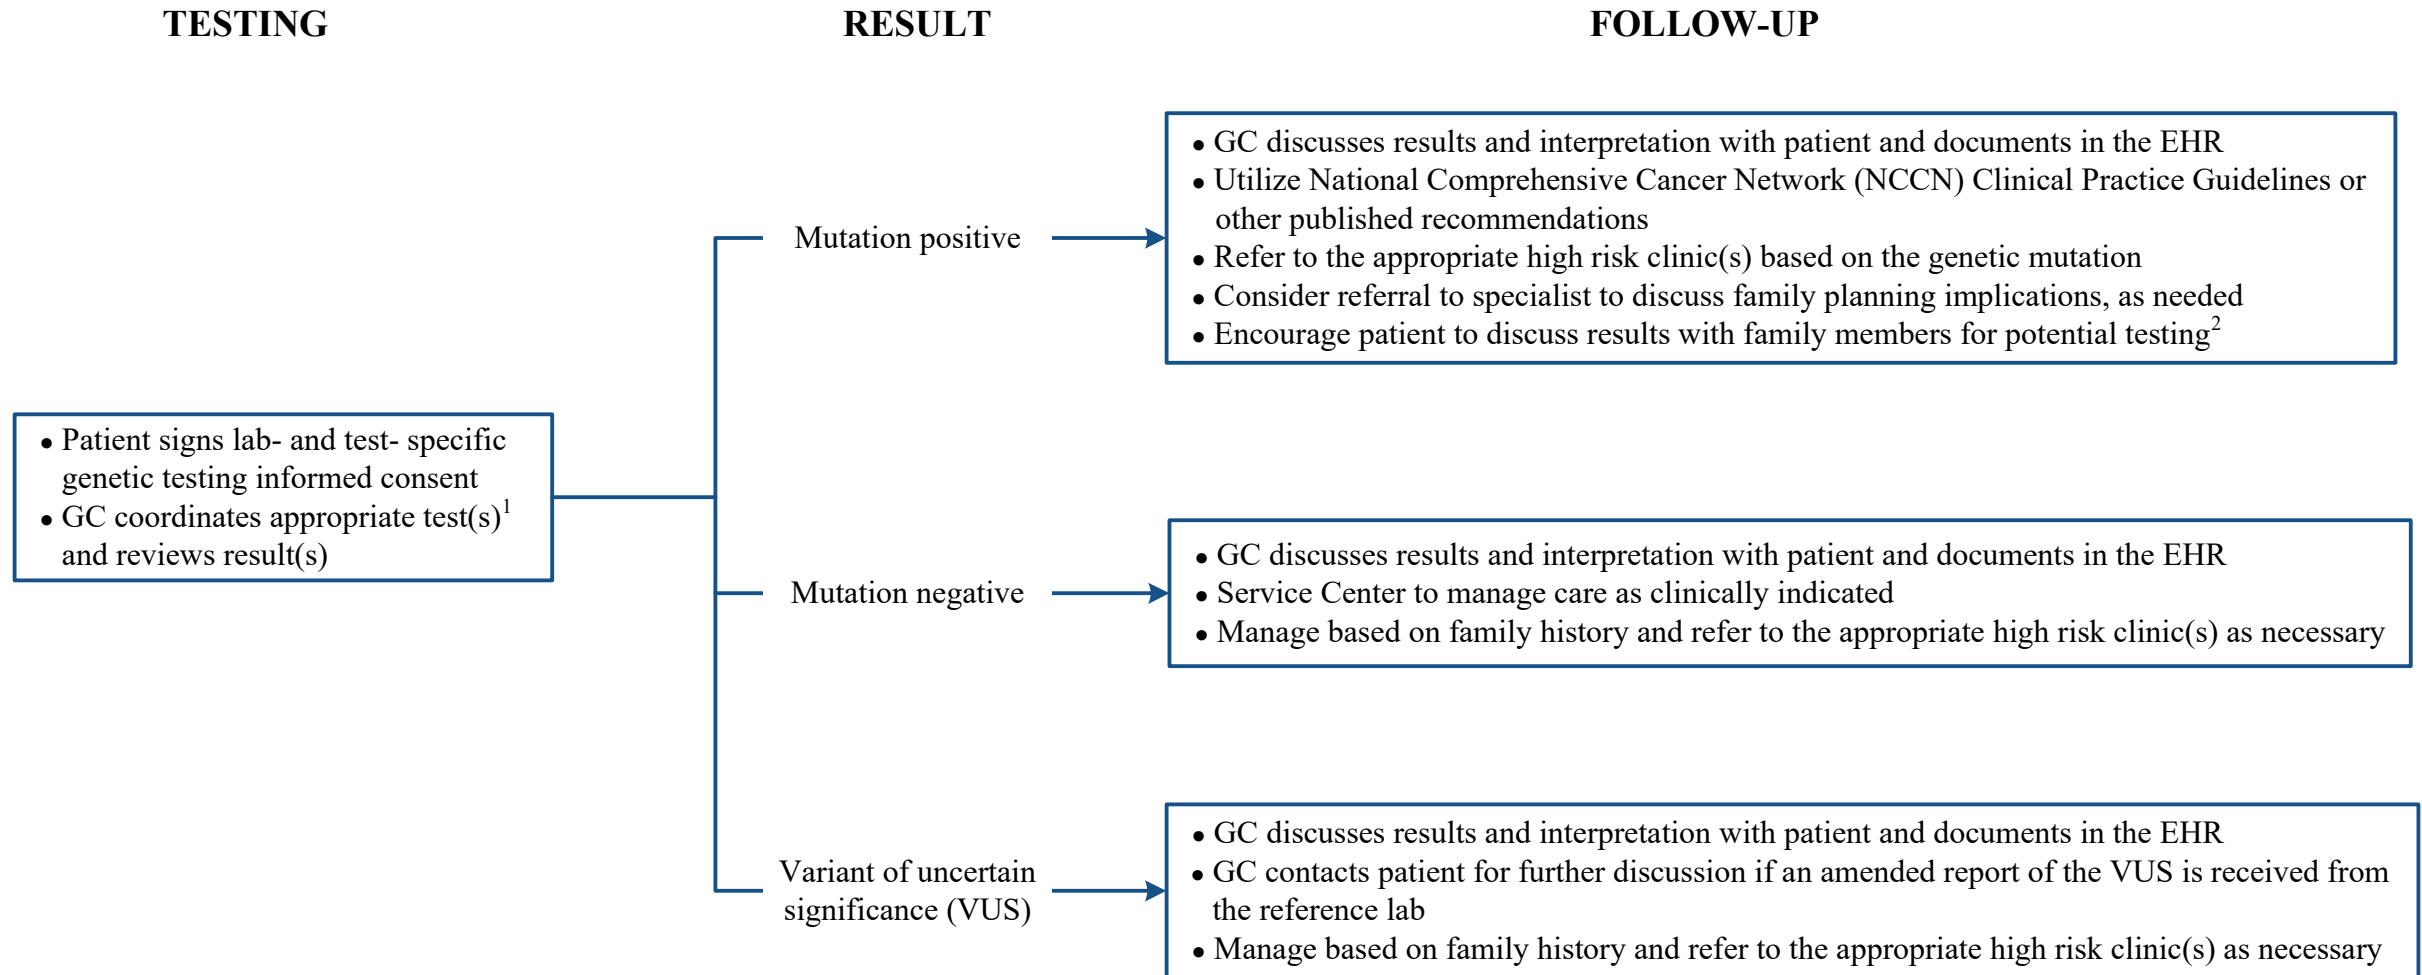 TESTING
RESULT
FOLLOW-UP
• Patient signs lab- and test- specific
genetic testing informed consent
• GC coordinates appropriate test(s)1
and reviews result(s)
Mutation positive
• GC discusses results and interpretation with patient and documents in the EHR
• Utilize National Comprehensive Cancer Network (NCCN) Clinical Practice Guidelines or
other published recommendations
• Refer to the appropriate high risk clinic(s) based on the genetic mutation
• Consider referral to specialist to discuss family planning implications, as needed
• Encourage patient to discuss results with family members for potential testing2
Mutation negative
• GC discusses results and interpretation with patient and documents in the EHR
• Service Center to manage care as clinically indicated
• Manage based on family history and refer to the appropriate high risk clinic(s) as necessary
Variant of uncertain
significance (VUS)
• GC discusses results and interpretation with patient and documents in the EHR
• GC contacts patient for further discussion if an amended report of the VUS is received from
the reference lab
• Manage based on family history and refer to the appropriate high risk clinic(s) as necessary